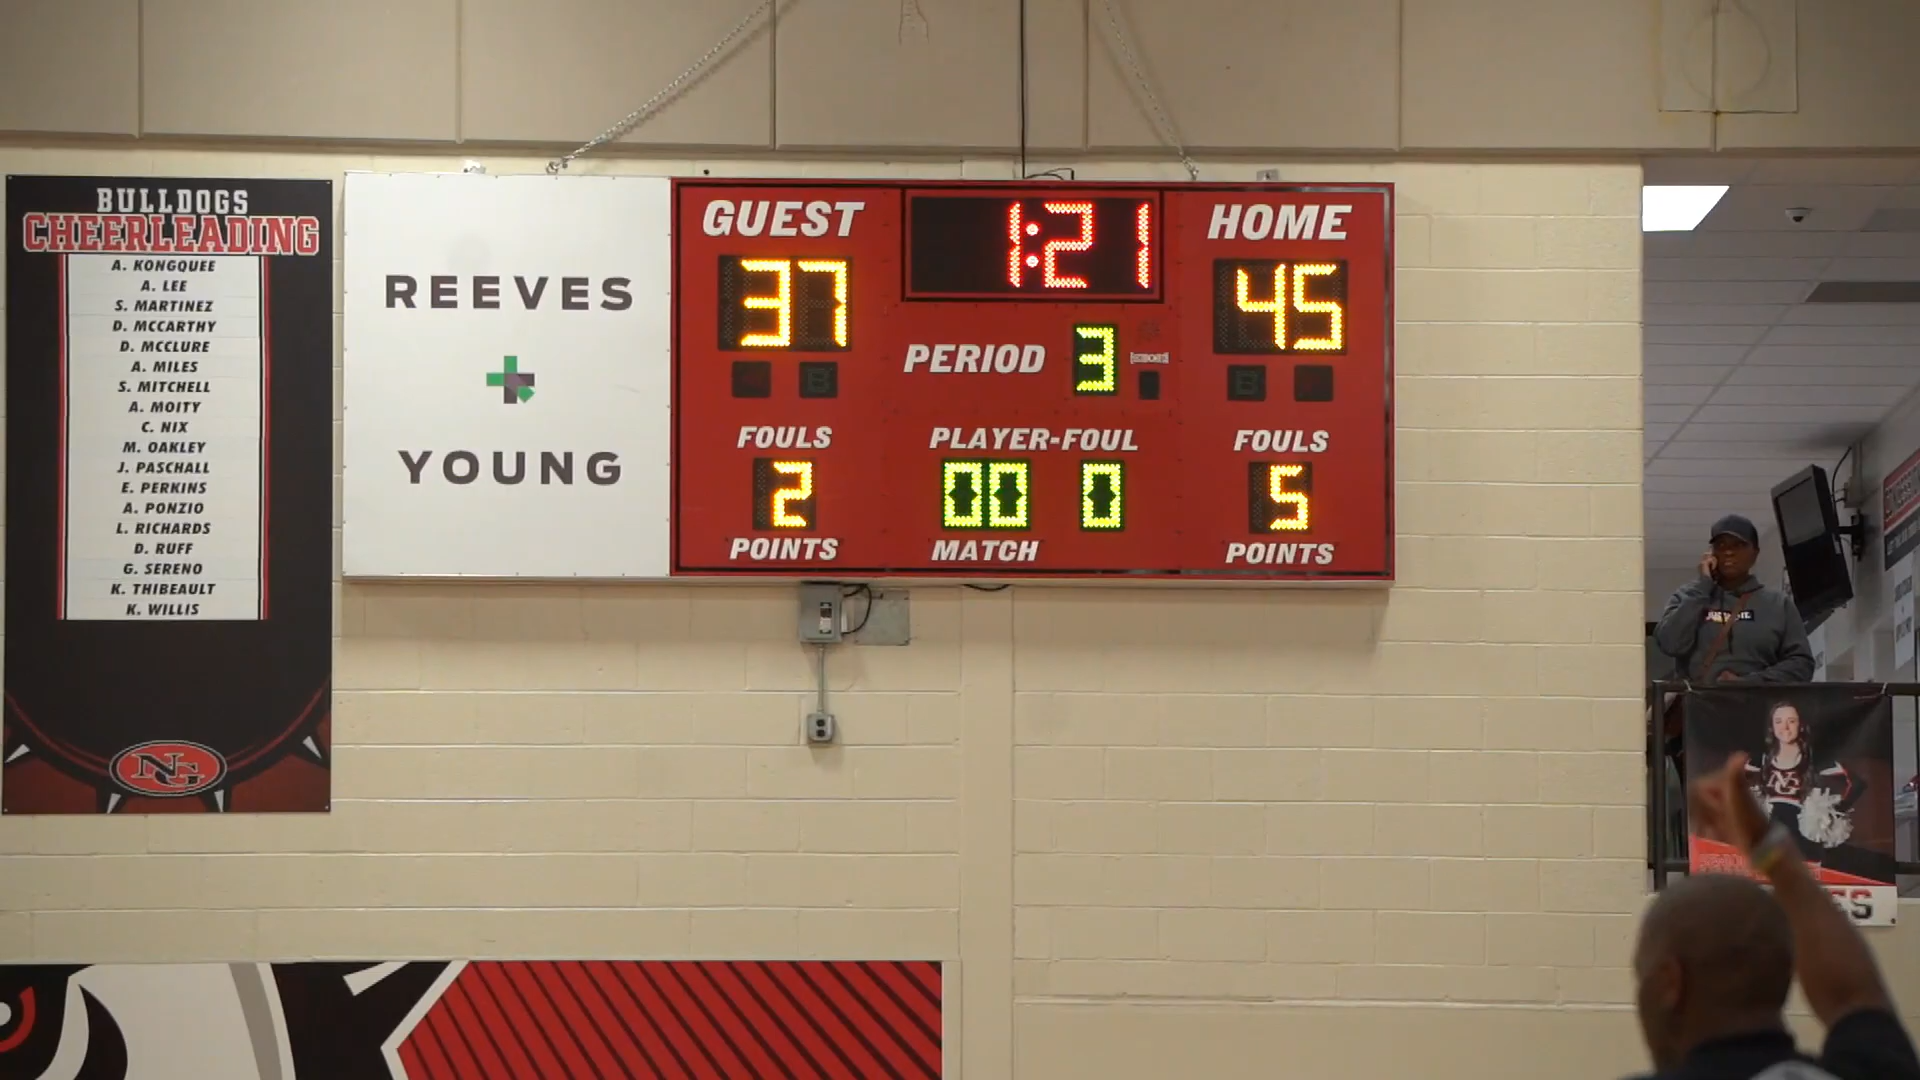 BULLDOGS
CHEERLEADING
A. KONGQUEE
A. LEE
S. MARTINEZ
D. MCCARTHY
D. MCCLURE
A. MILES
S. MITCHELL
A. MOITY
C. NIX
M. OAKLEY
J. PASCHALL
E. PERKINS
A. PONZIO
L. RICHARDS
D. RUFF
G. SERENO
K. THIBEAULT
K. WILLIS
NG
REEVES
YOUNG
GUEST 1:21 HOME
37 45
PERIOD 3
FOULS PLAYER-FOUL FOULS
2 00 0 5
POINTS MATCH POINTS
NG